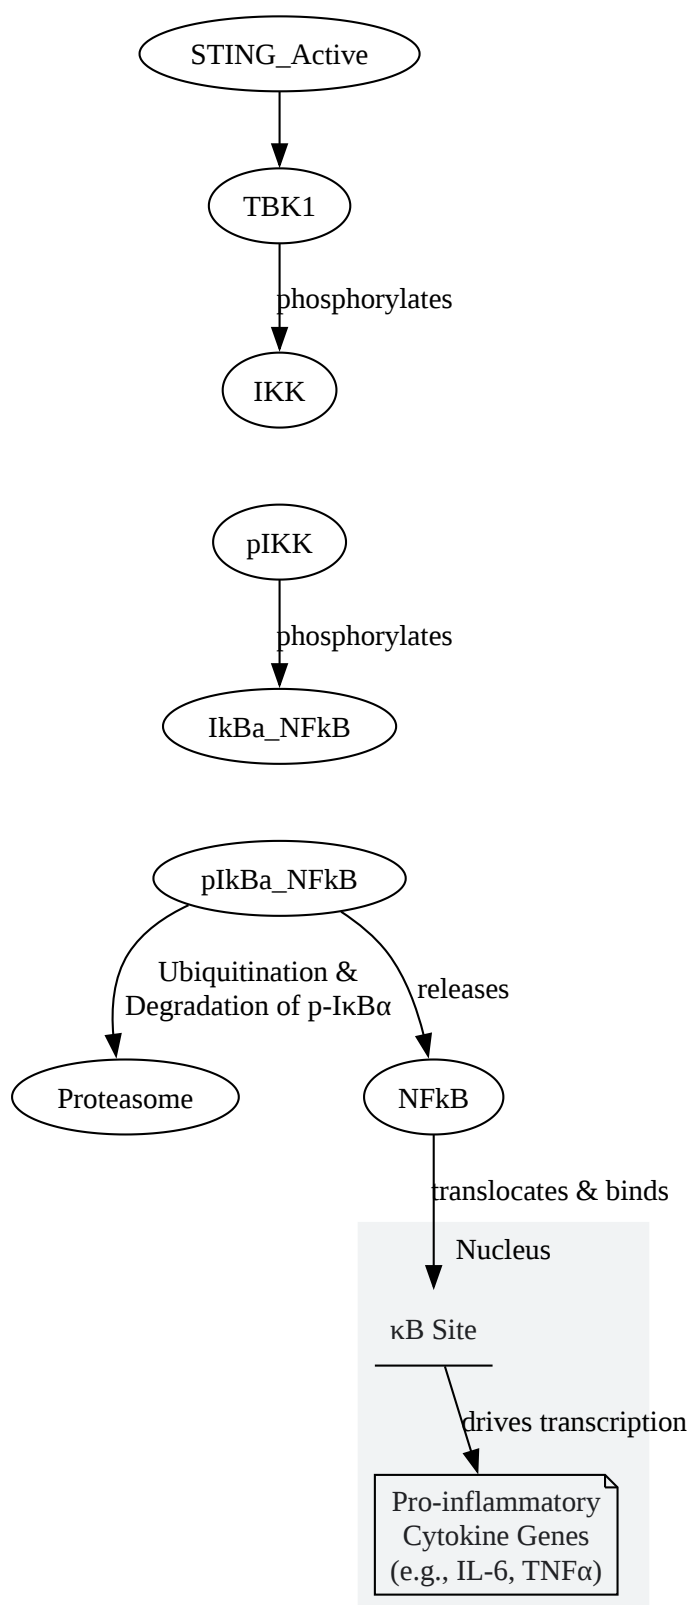 STING_Active
TBK1
phosphorylates
IKK
pIKK
phosphorylates
IkBa_NFkB
pIkBa_NFkB
Ubiquitination &
Degradation of p-IκBα
releases
Proteasome
NFkB
translocates & binds
Nucleus
κB Site
drives transcription
Pro-inflammatory
Cytokine Genes
(e.g., IL-6, TNFα)